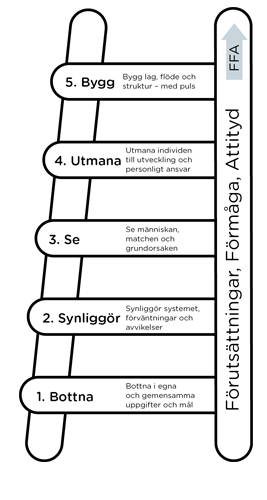 5. Bygg
Bygg lag, flöde och
struktur – med puls
4. Utmana
Utmana individen
till utveckling och
personligt ansvar
3. Se
Se människan,
matchen och
grundorsaken
2. Synliggör
Synliggör systemet,
förväntningar och
avvikelser
1. Bottna
Bottna i egna
och gemensamma
uppgifter och mål
FFA
Förutsättningar, Förmåga, Attityd